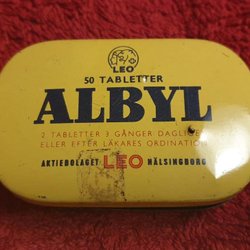 LEO
50 TABLETTER
ALBYL
2 TABLETTER 3 GÅNGER DAGLIGEN
ELLER EFTER LÄKARES ORDINATION
AKTIEBOLAGET LEO HÄLSINGBORG